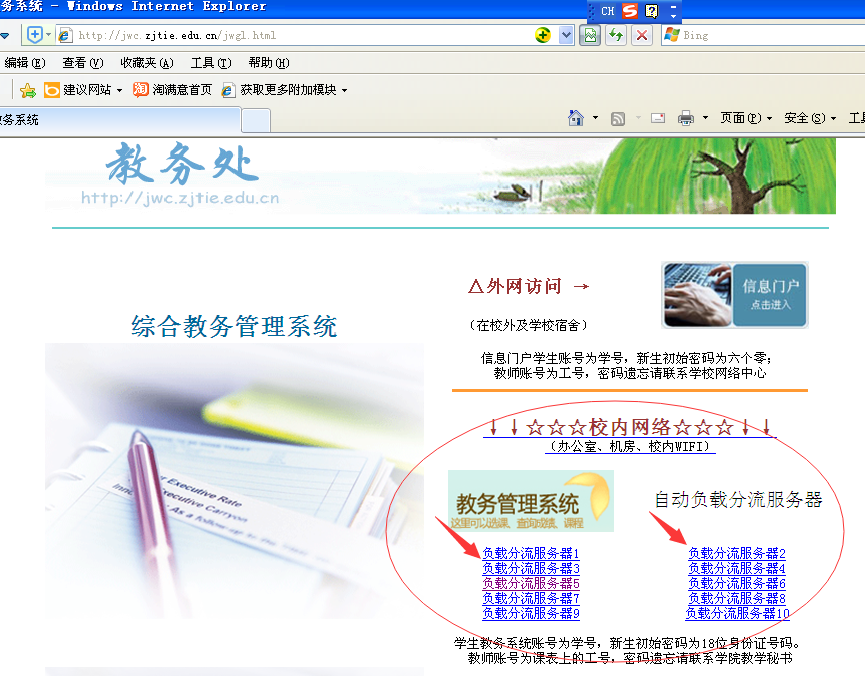 务系统 - Windows Internet Explorer
CH
http://jwc.zjtie.edu.cn/jwgl.html
Bing
编辑(E) 查看(V) 收藏夹(A) 工具(T) 帮助(H)
建议网站 淘满意首页 获取更多附加模块
务系统
页面(P) 安全(S)
教务处
http://jwc.zjtie.edu.cn
△外网访问 →
信息门户
点击进入
(在校外及学校宿舍)
综合教务管理系统
信息门户学生账号为学号，新生初始密码为六个零；
教师账号为工号，密码遗忘请联系学校网络中心
↓↓☆☆☆校内网络☆☆☆↓↓
(办公室、机房、校内WIFI)
教务管理系统
这里可以选课、查询成绩、课程
自动负载分流服务器
负载分流服务器1 负载分流服务器2
负载分流服务器3 负载分流服务器4
负载分流服务器5 负载分流服务器6
负载分流服务器7 负载分流服务器8
负载分流服务器9 负载分流服务器10
Executive Rate
Executive Carryon
As a follow-up to
学生教务系统账号为学号，新生初始密码为18位身份证号码。
教师账号为课表上的工号，密码遗忘请联系学院教学秘书